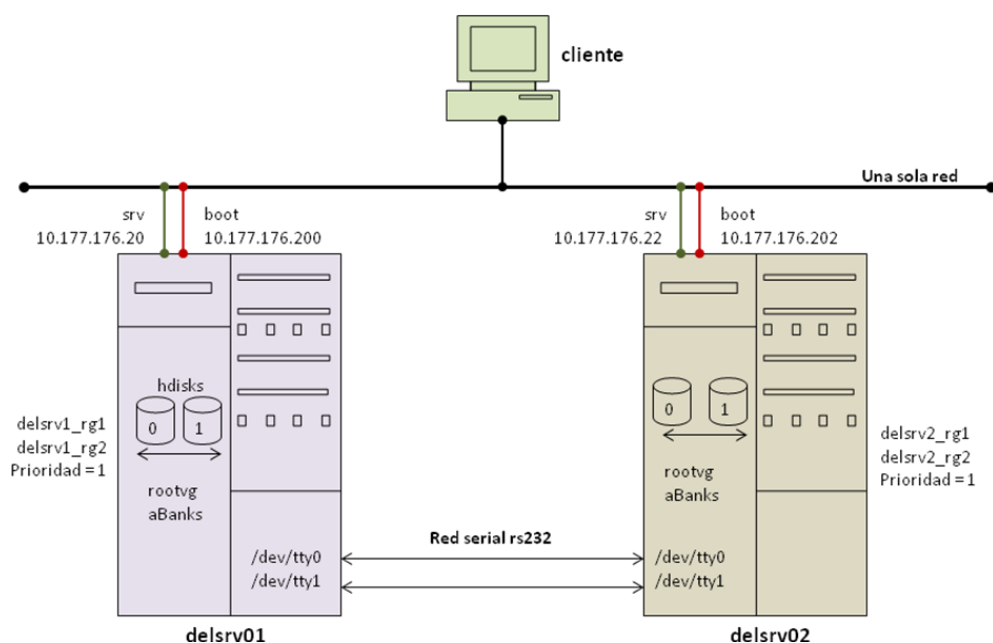 cliente
Una sola red
srv boot
10.177.176.20 10.177.176.200
srv boot
10.177.176.22 10.177.176.202
hdisks
0 1
delsrv1_rg1
delsrv1_rg2
Prioridad = 1
rootvg
aBanks
/dev/tty0
/dev/tty1
delsrv01
Red serial rs232
0 1
rootvg
aBanks
delsrv2_rg1
delsrv2_rg2
Prioridad = 1
/dev/tty0
/dev/tty1
delsrv02